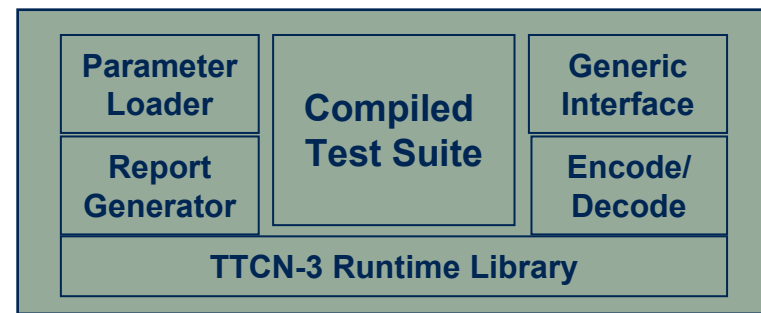 Parameter
Loader
Report
Generator
Compiled
Test Suite
Generic
Interface
Encode/
Decode
TTCN-3 Runtime Library